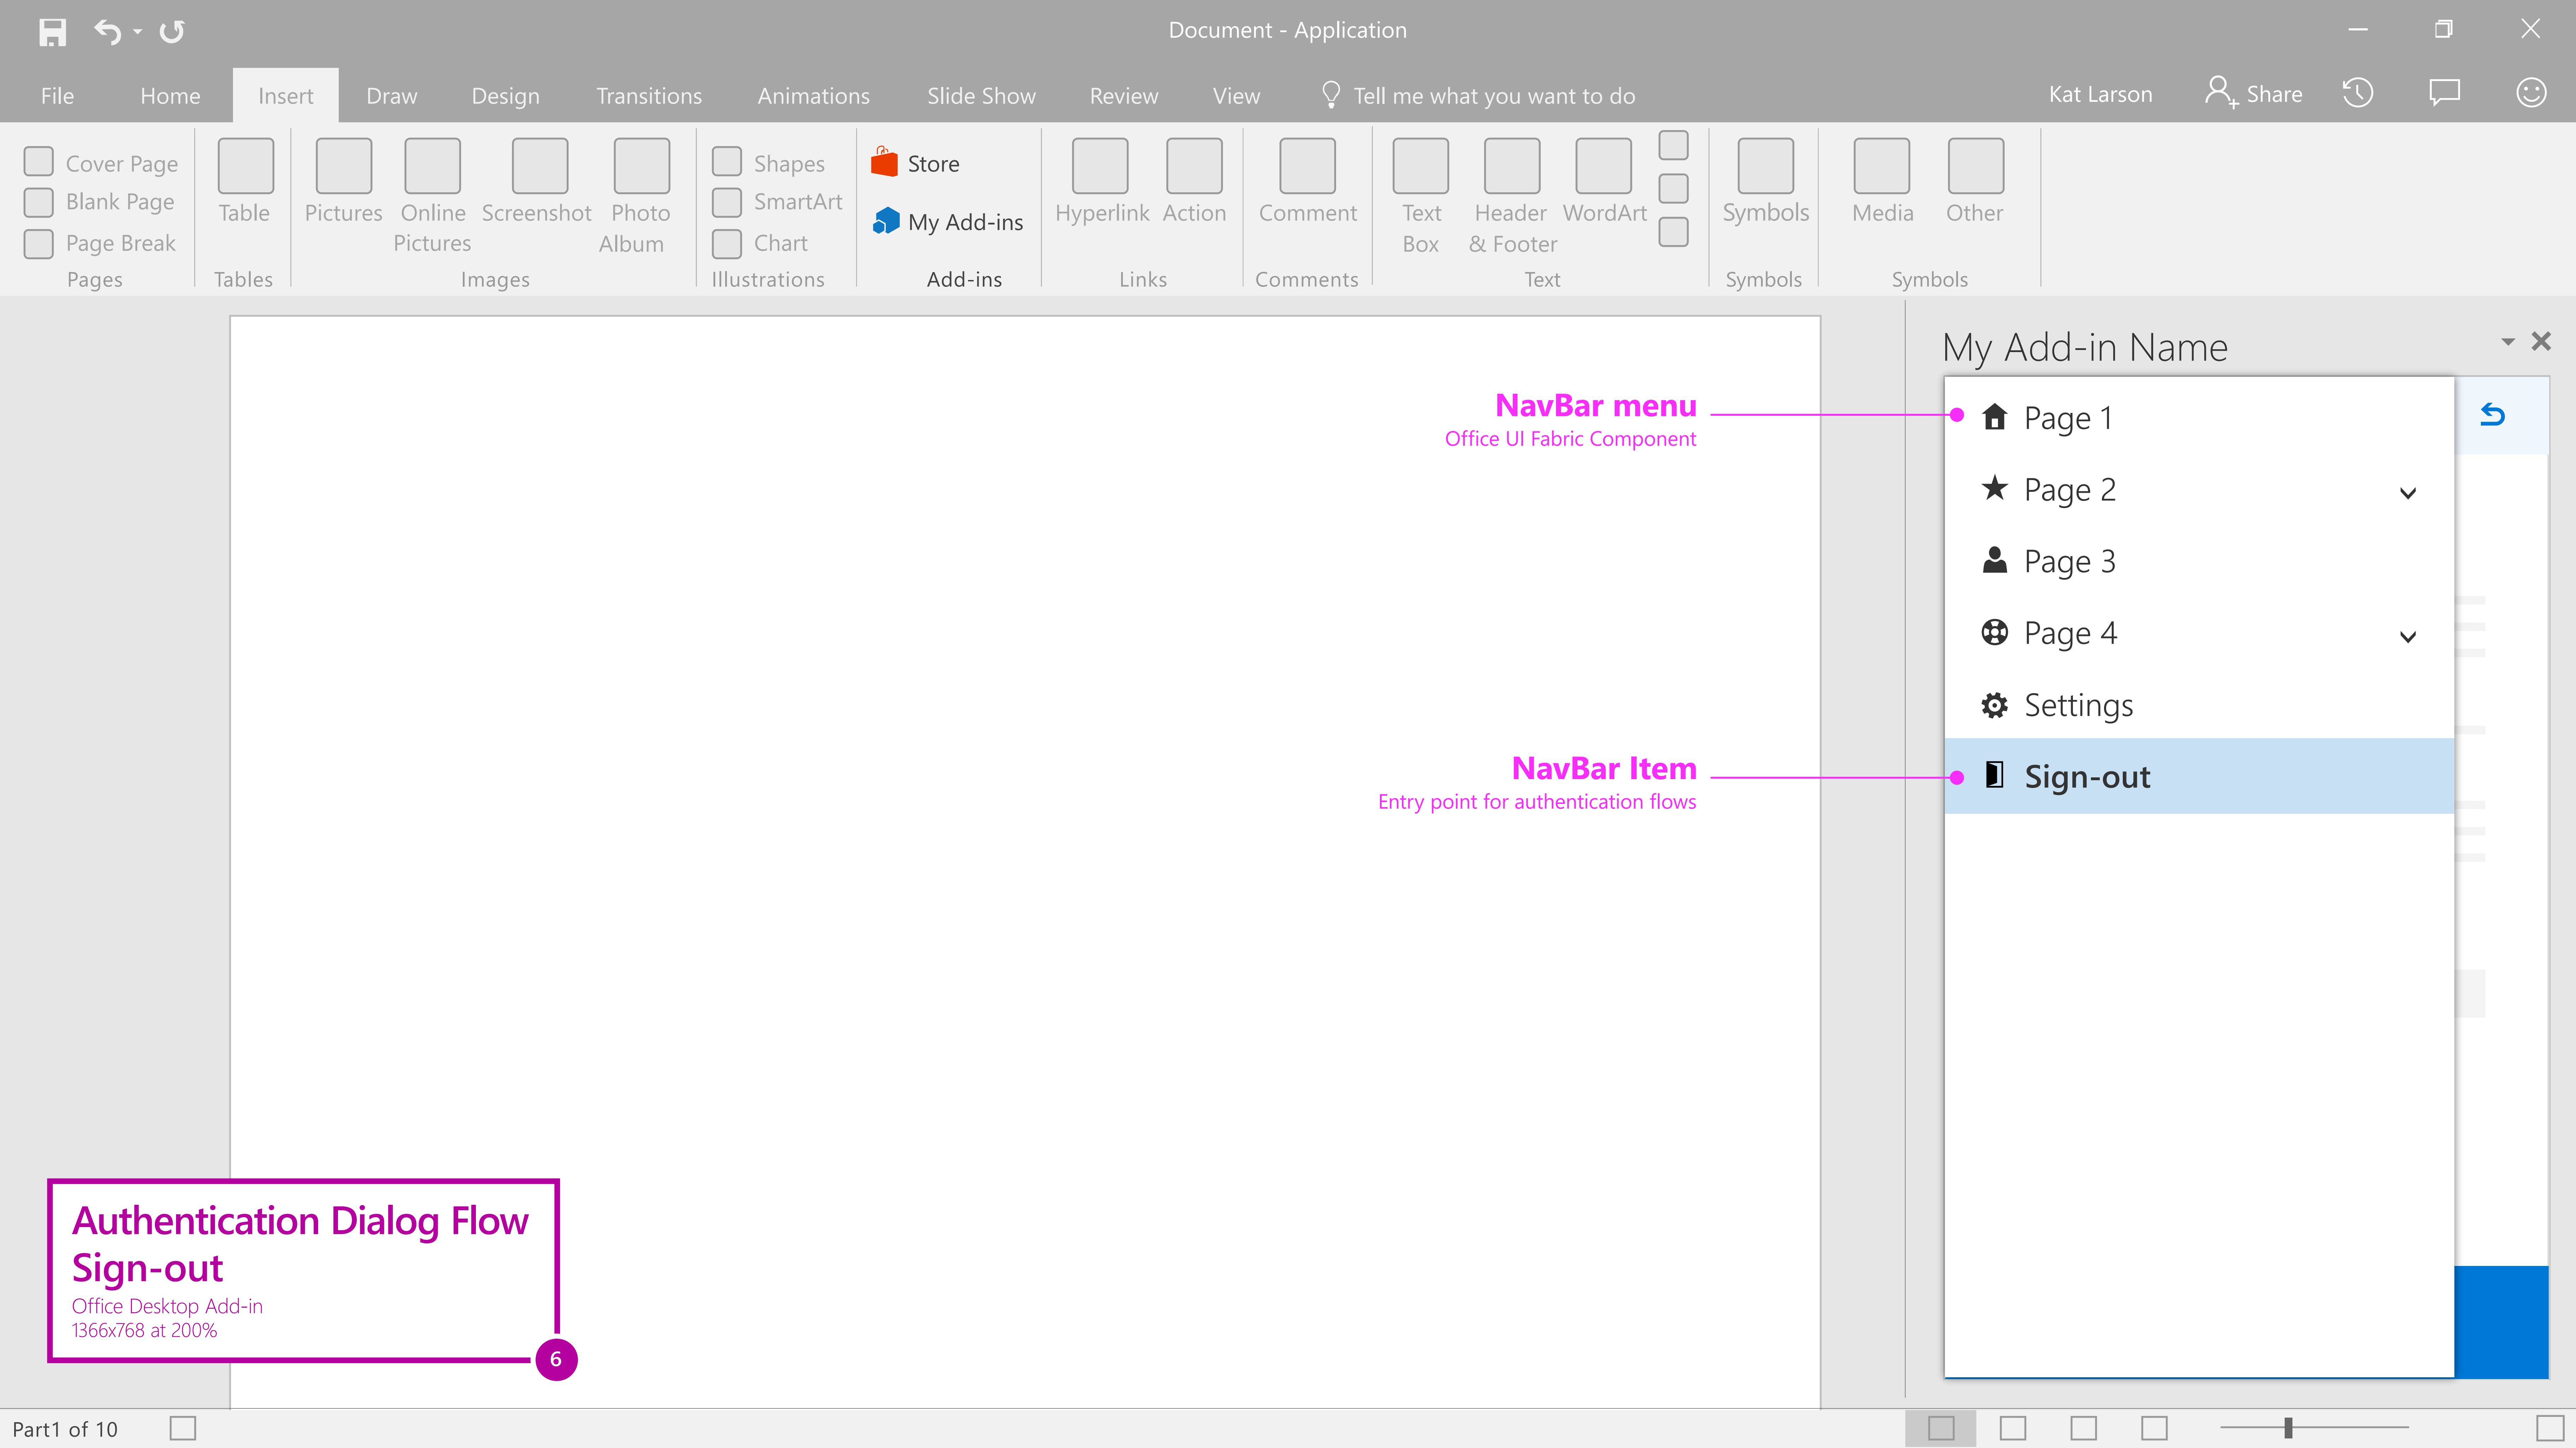 Document - Application
File Home Insert Draw Design Transitions Animations Slide Show Review View Tell me what you want to do Kat Larson Share
Cover Page
Blank Page
Page Break
Pages
Table
Tables
Pictures
Online
Pictures
Screenshot
Photo
Album
Images
Shapes
SmartArt
Chart
Illustrations
Store
My Add-ins
Add-ins
Hyperlink
Action
Links
Comment
Comments
Text
Box
Header
& Footer
WordArt
Text
Symbols
Symbols
Media
Other
Symbols
My Add-in Name
NavBar menu
Office UI Fabric Component
Page 1
Page 2
Page 3
Page 4
Settings
NavBar Item
Entry point for authentication flows
Sign-out
Authentication Dialog Flow
Sign-out
Office Desktop Add-in
1366x768 at 200%
6
Part1 of 10